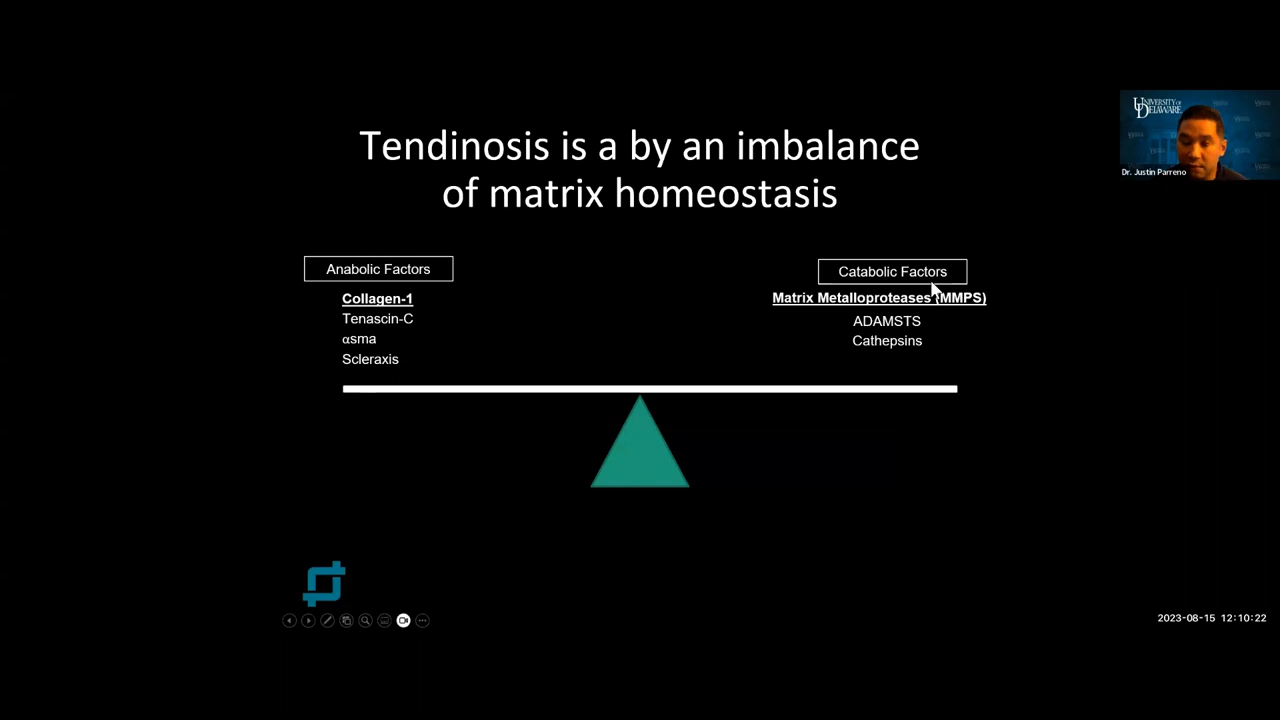 Tendinosis is a by an imbalance
of matrix homeostasis
Anabolic Factors
Collagen-1
Tenascin-C
αsma
Scleraxis
Catabolic Factors
Matrix Metalloproteases (MMPS)
ADAMSTS
Cathepsins
UNIVERSITY OF
DELAWARE
Dr. Justin Parreno
2023-08-15 12:10:22